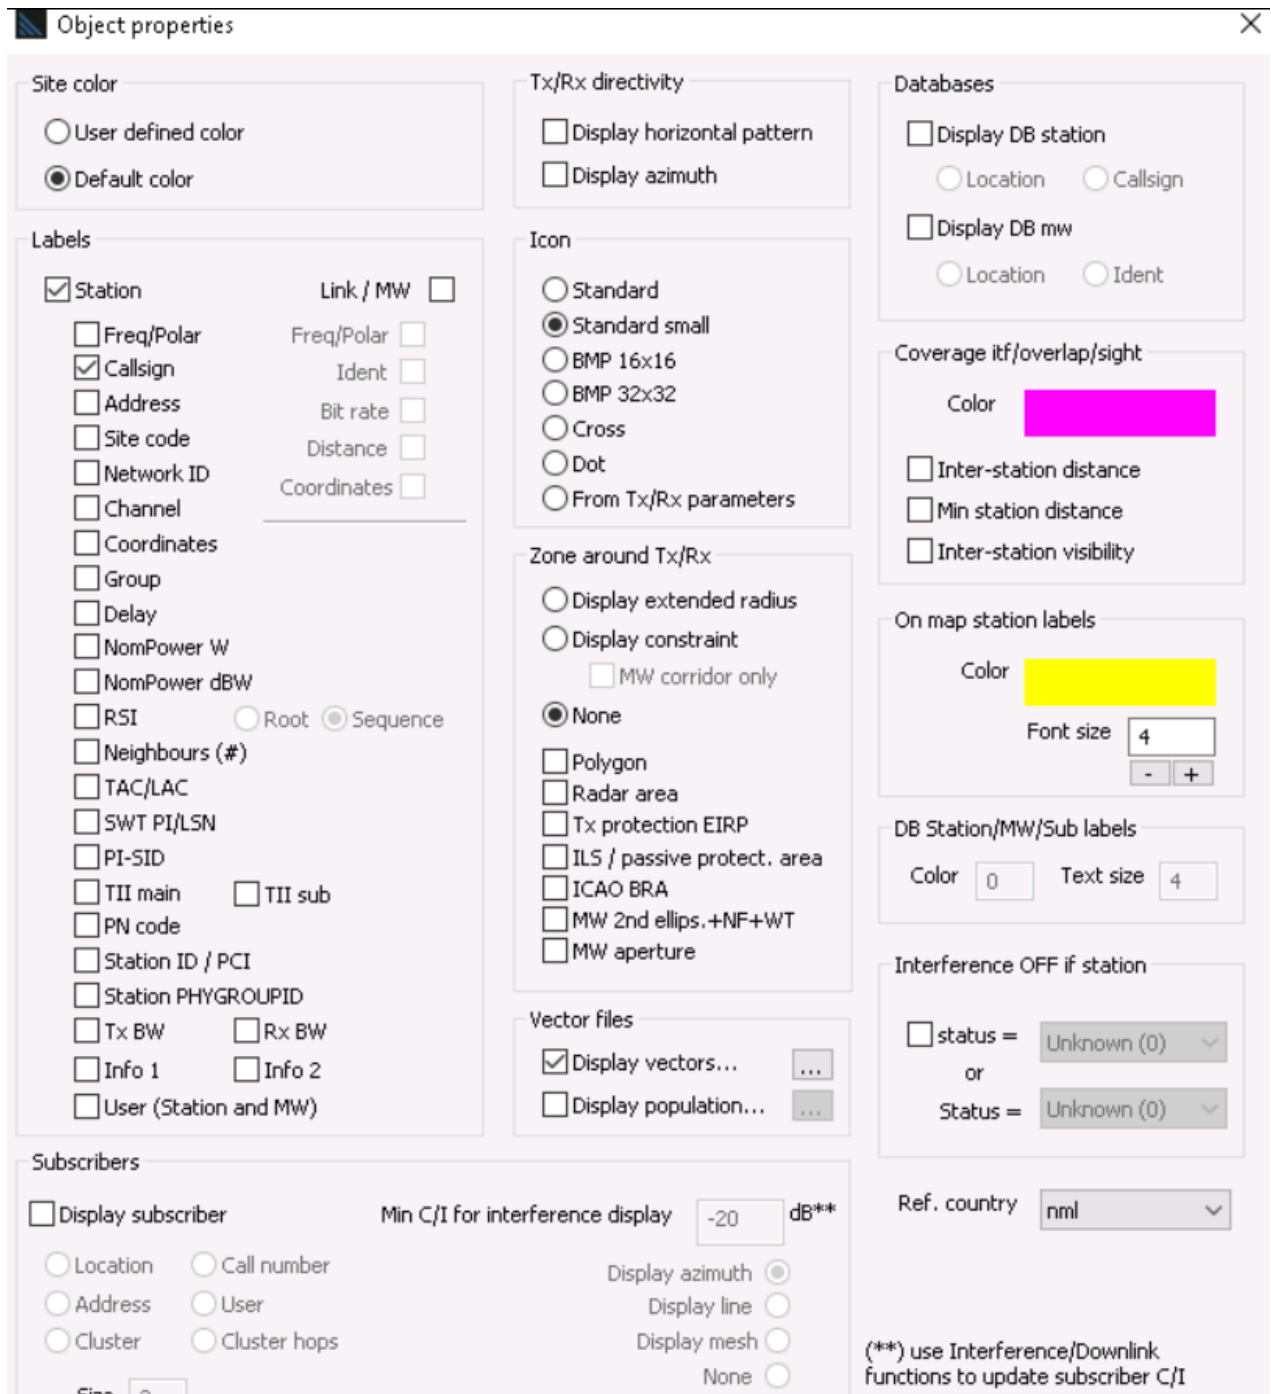 Object properties
Site color
User defined color
Default color
Labels
Station
Link / MW
Freq/Polar
Freq/Polar
Callsign
Ident
Address
Bit rate
Site code
Distance
Network ID
Coordinates
Channel
Coordinates
Group
Delay
NomPower W
NomPower dBW
RSI
Root
Sequence
Neighbours (#)
TAC/LAC
SWT PI/LSN
PI-SID
TII main
TII sub
PN code
Station ID / PCI
Station PHYGROUPID
Tx BW
Rx BW
Info 1
Info 2
User (Station and MW)
Tx/Rx directivity
Display horizontal pattern
Display azimuth
Icon
Standard
Standard small
BMP 16x16
BMP 32x32
Cross
Dot
From Tx/Rx parameters
Zone around Tx/Rx
Display extended radius
Display constraint
MW corridor only
None
Polygon
Radar area
Tx protection EIRP
ILS / passive protect. area
ICAO BRA
MW 2nd ellips.+NF+WT
MW aperture
Vector files
Display vectors...
...
Display population...
...
Databases
Display DB station
Location
Callsign
Display DB mw
Location
Ident
Coverage itf/overlap/sight
Color
Inter-station distance
Min station distance
Inter-station visibility
On map station labels
Color
Font size
4
- +
DB Station/MW/Sub labels
Color 0 Text size 4
Interference OFF if station
status = Unknown (0)
or
Status = Unknown (0)
Ref. country nml
Subscribers
Display subscriber
Min C/I for interference display -20 dB**
Location
Call number
Display azimuth
Address
User
Display line
Cluster
Cluster hops
Display mesh
None
(**) use Interference/Downlink
functions to update subscriber C/I